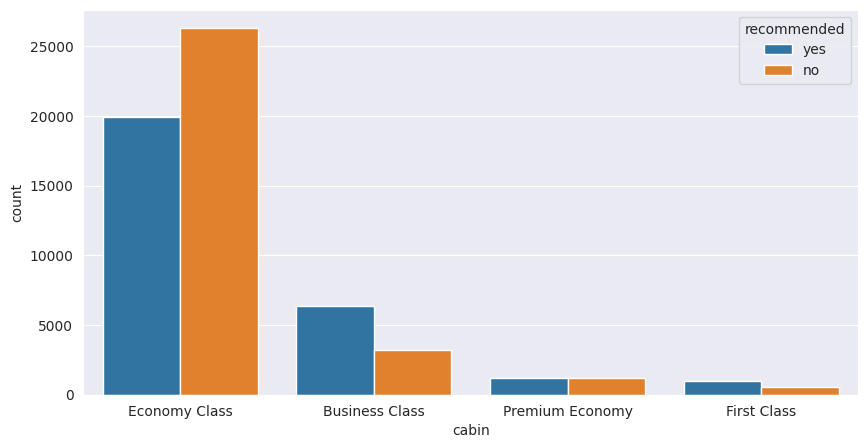 recommended
yes
no
25000
20000
15000
10000
5000
0
count
Economy Class
Business Class
Premium Economy
First Class
cabin